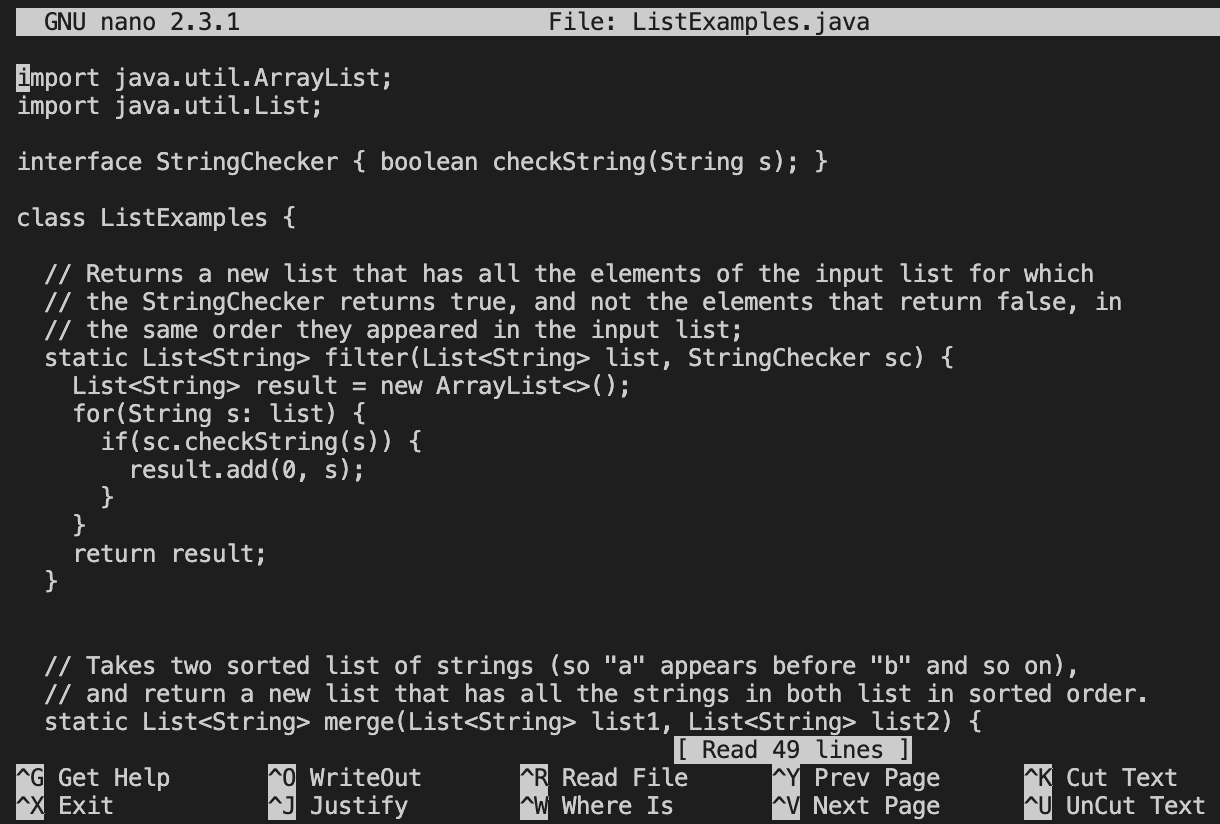 GNU nano 2.3.1 File: ListExamples.java
import java.util.ArrayList;
import java.util.List;
interface StringChecker { boolean checkString(String s); }
class ListExamples {
// Returns a new list that has all the elements of the input list for which
// the StringChecker returns true, and not the elements that return false, in
// the same order they appeared in the input list;
static List<String> filter(List<String> list, StringChecker sc) {
List<String> result = new ArrayList<>();
for(String s: list) {
if(sc.checkString(s)) {
result.add(0, s);
}
}
return result;
}
// Takes two sorted list of strings (so "a" appears before "b" and so on),
// and return a new list that has all the strings in both list in sorted order.
static List<String> merge(List<String> list1, List<String> list2) {
[ Read 49 lines ]
^G Get Help ^O WriteOut ^R Read File ^Y Prev Page ^K Cut Text
^X Exit ^J Justify ^W Where Is ^V Next Page ^U UnCut Text